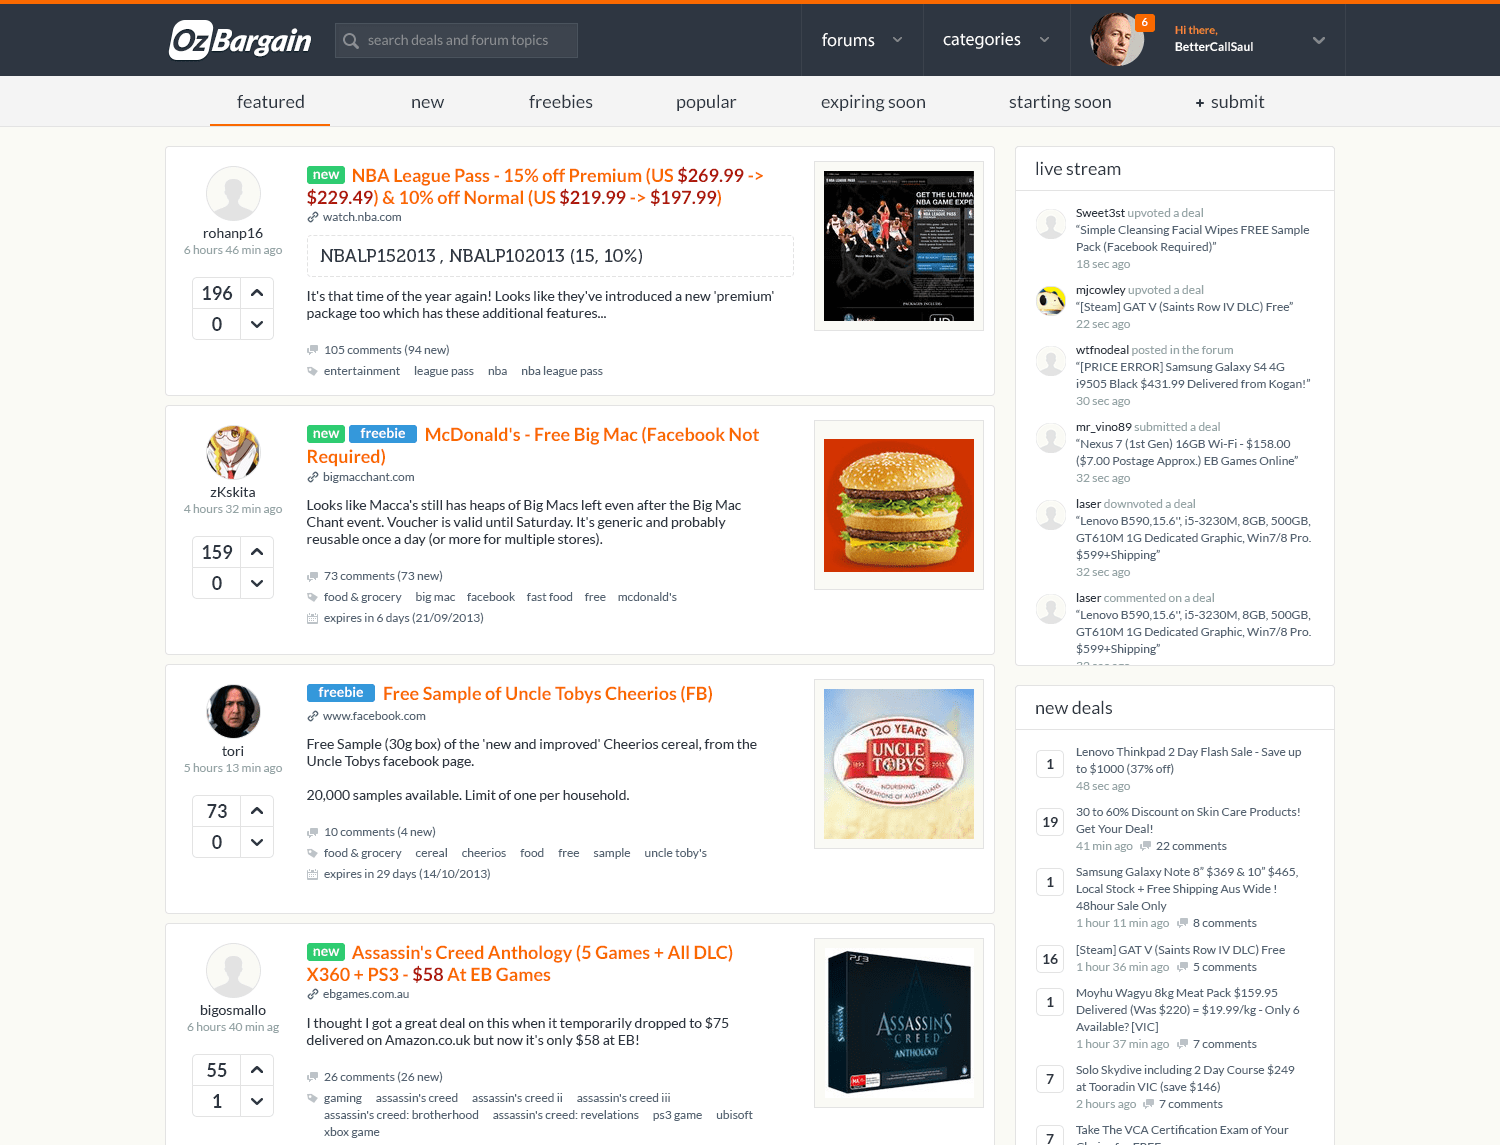 OzBargain
search deals and forum topics
forums
categories
6
Hi there,
BetterCallSaul
featured
new
freebies
popular
expiring soon
starting soon
+ submit
rohanp16
6 hours 46 min ago
196
0
new NBA League Pass - 15% off Premium (US $269.99 ->
$229.49) & 10% off Normal (US $219.99 -> $197.99)
watch.nba.com
NBALP152013 , NBALP102013 (15, 10%)
It's that time of the year again! Looks like they've introduced a new 'premium'
package too which has these additional features...
105 comments (94 new)
entertainment league pass nba nba league pass
GET THE ULTIMA
NBA GAME EXPE
HD
zKskita
4 hours 32 min ago
159
0
new freebie McDonald's - Free Big Mac (Facebook Not
Required)
bigmacchant.com
Looks like Macca's still has heaps of Big Macs left even after the Big Mac
Chant event. Voucher is valid until Saturday. It's generic and probably
reusable once a day (or more for multiple stores).
73 comments (73 new)
food & grocery big mac facebook fast food free mcdonald's
expires in 6 days (21/09/2013)
tori
5 hours 13 min ago
73
0
freebie Free Sample of Uncle Tobys Cheerios (FB)
www.facebook.com
Free Sample (30g box) of the 'new and improved' Cheerios cereal, from the
Uncle Tobys facebook page.
20,000 samples available. Limit of one per household.
10 comments (4 new)
food & grocery cereal cheerios food free sample uncle toby's
expires in 29 days (14/10/2013)
120 YEARS
UNCLE
TOBYS
1893
2013
NOURISHING
GENERATIONS OF AUSTRALIANS
bigosmallo
6 hours 40 min ag
55
1
new Assassin's Creed Anthology (5 Games + All DLC)
X360 + PS3 - $58 At EB Games
ebgames.com.au
I thought I got a great deal on this when it temporarily dropped to $75
delivered on Amazon.co.uk but now it's only $58 at EB!
26 comments (26 new)
gaming assassin's creed assassin's creed ii assassin's creed iii
assassin's creed: brotherhood assassin's creed: revelations ps3 game ubisoft
xbox game
PS3
ASSASSIN'S
CREED
ANTHOLOGY
live stream
Sweet3st upvoted a deal
“Simple Cleansing Facial Wipes FREE Sample
Pack (Facebook Required)”
18 sec ago
mjcowley upvoted a deal
“[Steam] GAT V (Saints Row IV DLC) Free”
22 sec ago
wtfnodeal posted in the forum
“[PRICE ERROR] Samsung Galaxy S4 4G
i9505 Black $431.99 Delivered from Kogan!”
30 sec ago
mr_vino89 submitted a deal
“Nexus 7 (1st Gen) 16GB Wi-Fi - $158.00
($7.00 Postage Approx.) EB Games Online”
32 sec ago
laser downvoted a deal
“Lenovo B590,15.6'', i5-3230M, 8GB, 500GB,
GT610M 1G Dedicated Graphic, Win7/8 Pro.
$599+Shipping”
32 sec ago
laser commented on a deal
“Lenovo B590,15.6'', i5-3230M, 8GB, 500GB,
GT610M 1G Dedicated Graphic, Win7/8 Pro.
$599+Shipping”
32 sec ago
new deals
1
Lenovo Thinkpad 2 Day Flash Sale - Save up
to $1000 (37% off)
48 sec ago
19
30 to 60% Discount on Skin Care Products!
Get Your Deal!
41 min ago 22 comments
1
Samsung Galaxy Note 8” $369 & 10” $465,
Local Stock + Free Shipping Aus Wide !
48hour Sale Only
1 hour 11 min ago 8 comments
16
[Steam] GAT V (Saints Row IV DLC) Free
1 hour 36 min ago 5 comments
1
Moyhu Wagyu 8kg Meat Pack $159.95
Delivered (Was $220) = $19.99/kg - Only 6
Available? [VIC]
1 hour 37 min ago 7 comments
7
Solo Skydive including 2 Day Course $249
at Tooradin VIC (save $146)
2 hours ago 7 comments
7
Take The VCA Certification Exam of Your